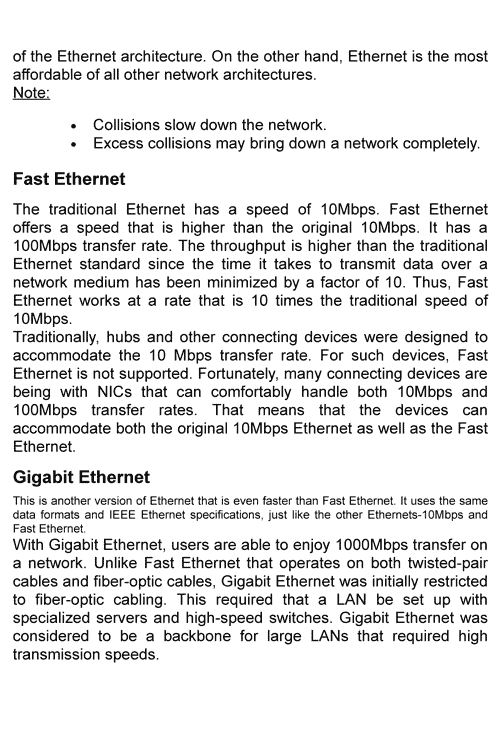 of the Ethernet architecture. On the other hand, Ethernet is the most
affordable of all other network architectures.
Note:
• Collisions slow down the network.
• Excess collisions may bring down a network completely.
Fast Ethernet
The traditional Ethernet has a speed of 10Mbps. Fast Ethernet
offers a speed that is higher than the original 10Mbps. It has a
100Mbps transfer rate. The throughput is higher than the traditional
Ethernet standard since the time it takes to transmit data over a
network medium has been minimized by a factor of 10. Thus, Fast
Ethernet works at a rate that is 10 times the traditional speed of
10Mbps.
Traditionally, hubs and other connecting devices were designed to
accommodate the 10 Mbps transfer rate. For such devices, Fast
Ethernet is not supported. Fortunately, many connecting devices are
being with NICs that can comfortably handle both 10Mbps and
100Mbps transfer rates. That means that the devices can
accommodate both the original 10Mbps Ethernet as well as the Fast
Ethernet.
Gigabit Ethernet
This is another version of Ethernet that is even faster than Fast Ethernet. It uses the same
data formats and IEEE Ethernet specifications, just like the other Ethernets-10Mbps and
Fast Ethernet.
With Gigabit Ethernet, users are able to enjoy 1000Mbps transfer on
a network. Unlike Fast Ethernet that operates on both twisted-pair
cables and fiber-optic cables, Gigabit Ethernet was initially restricted
to fiber-optic cabling. This required that a LAN be set up with
specialized servers and high-speed switches. Gigabit Ethernet was
considered to be a backbone for large LANs that required high
transmission speeds.